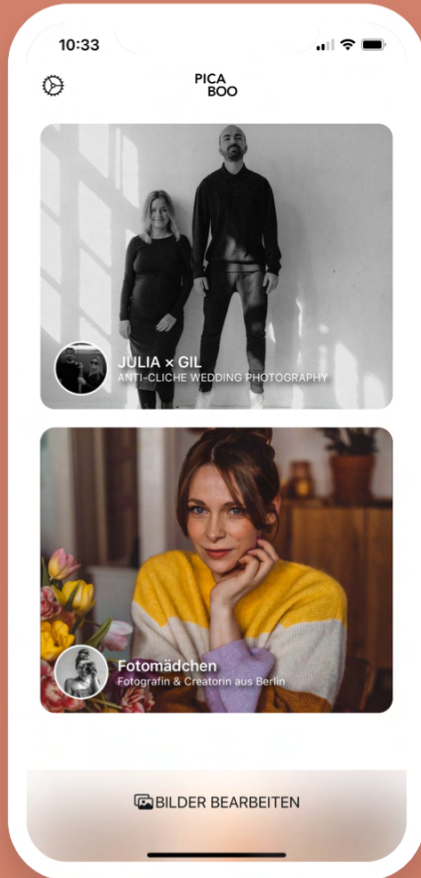 10:33
PICA
BOO
JULIA × GIL
ANTI-CLICHE WEDDING PHOTOGRAPHY
Fotomädchen
Fotografin & Creatorin aus Berlin
BILDER BEARBEITEN